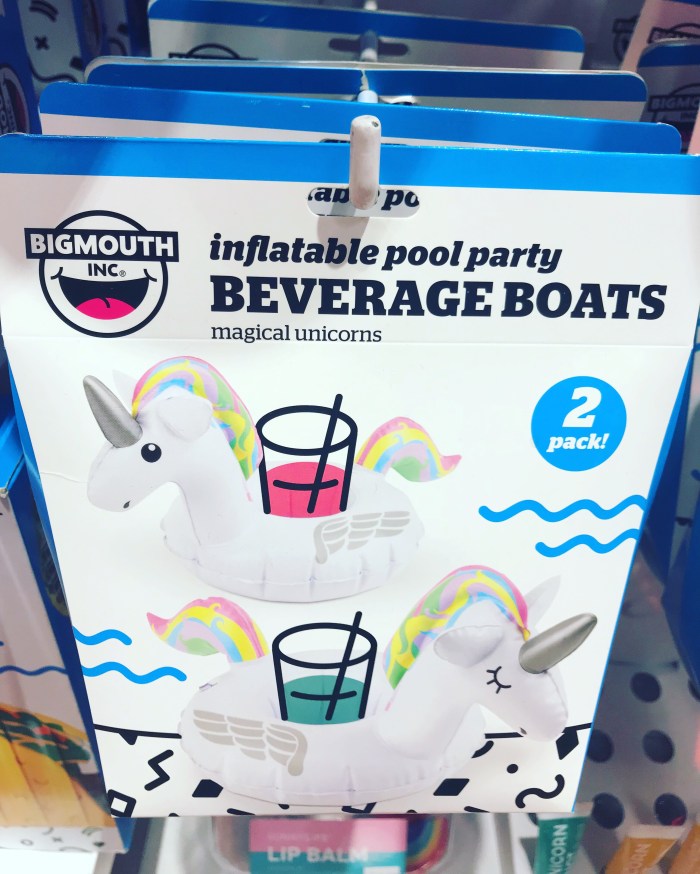 BIGMOUTH
INC®
inflatable pool party
BEVERAGE BOATS
magical unicorns
2
pack!
LIP BALM